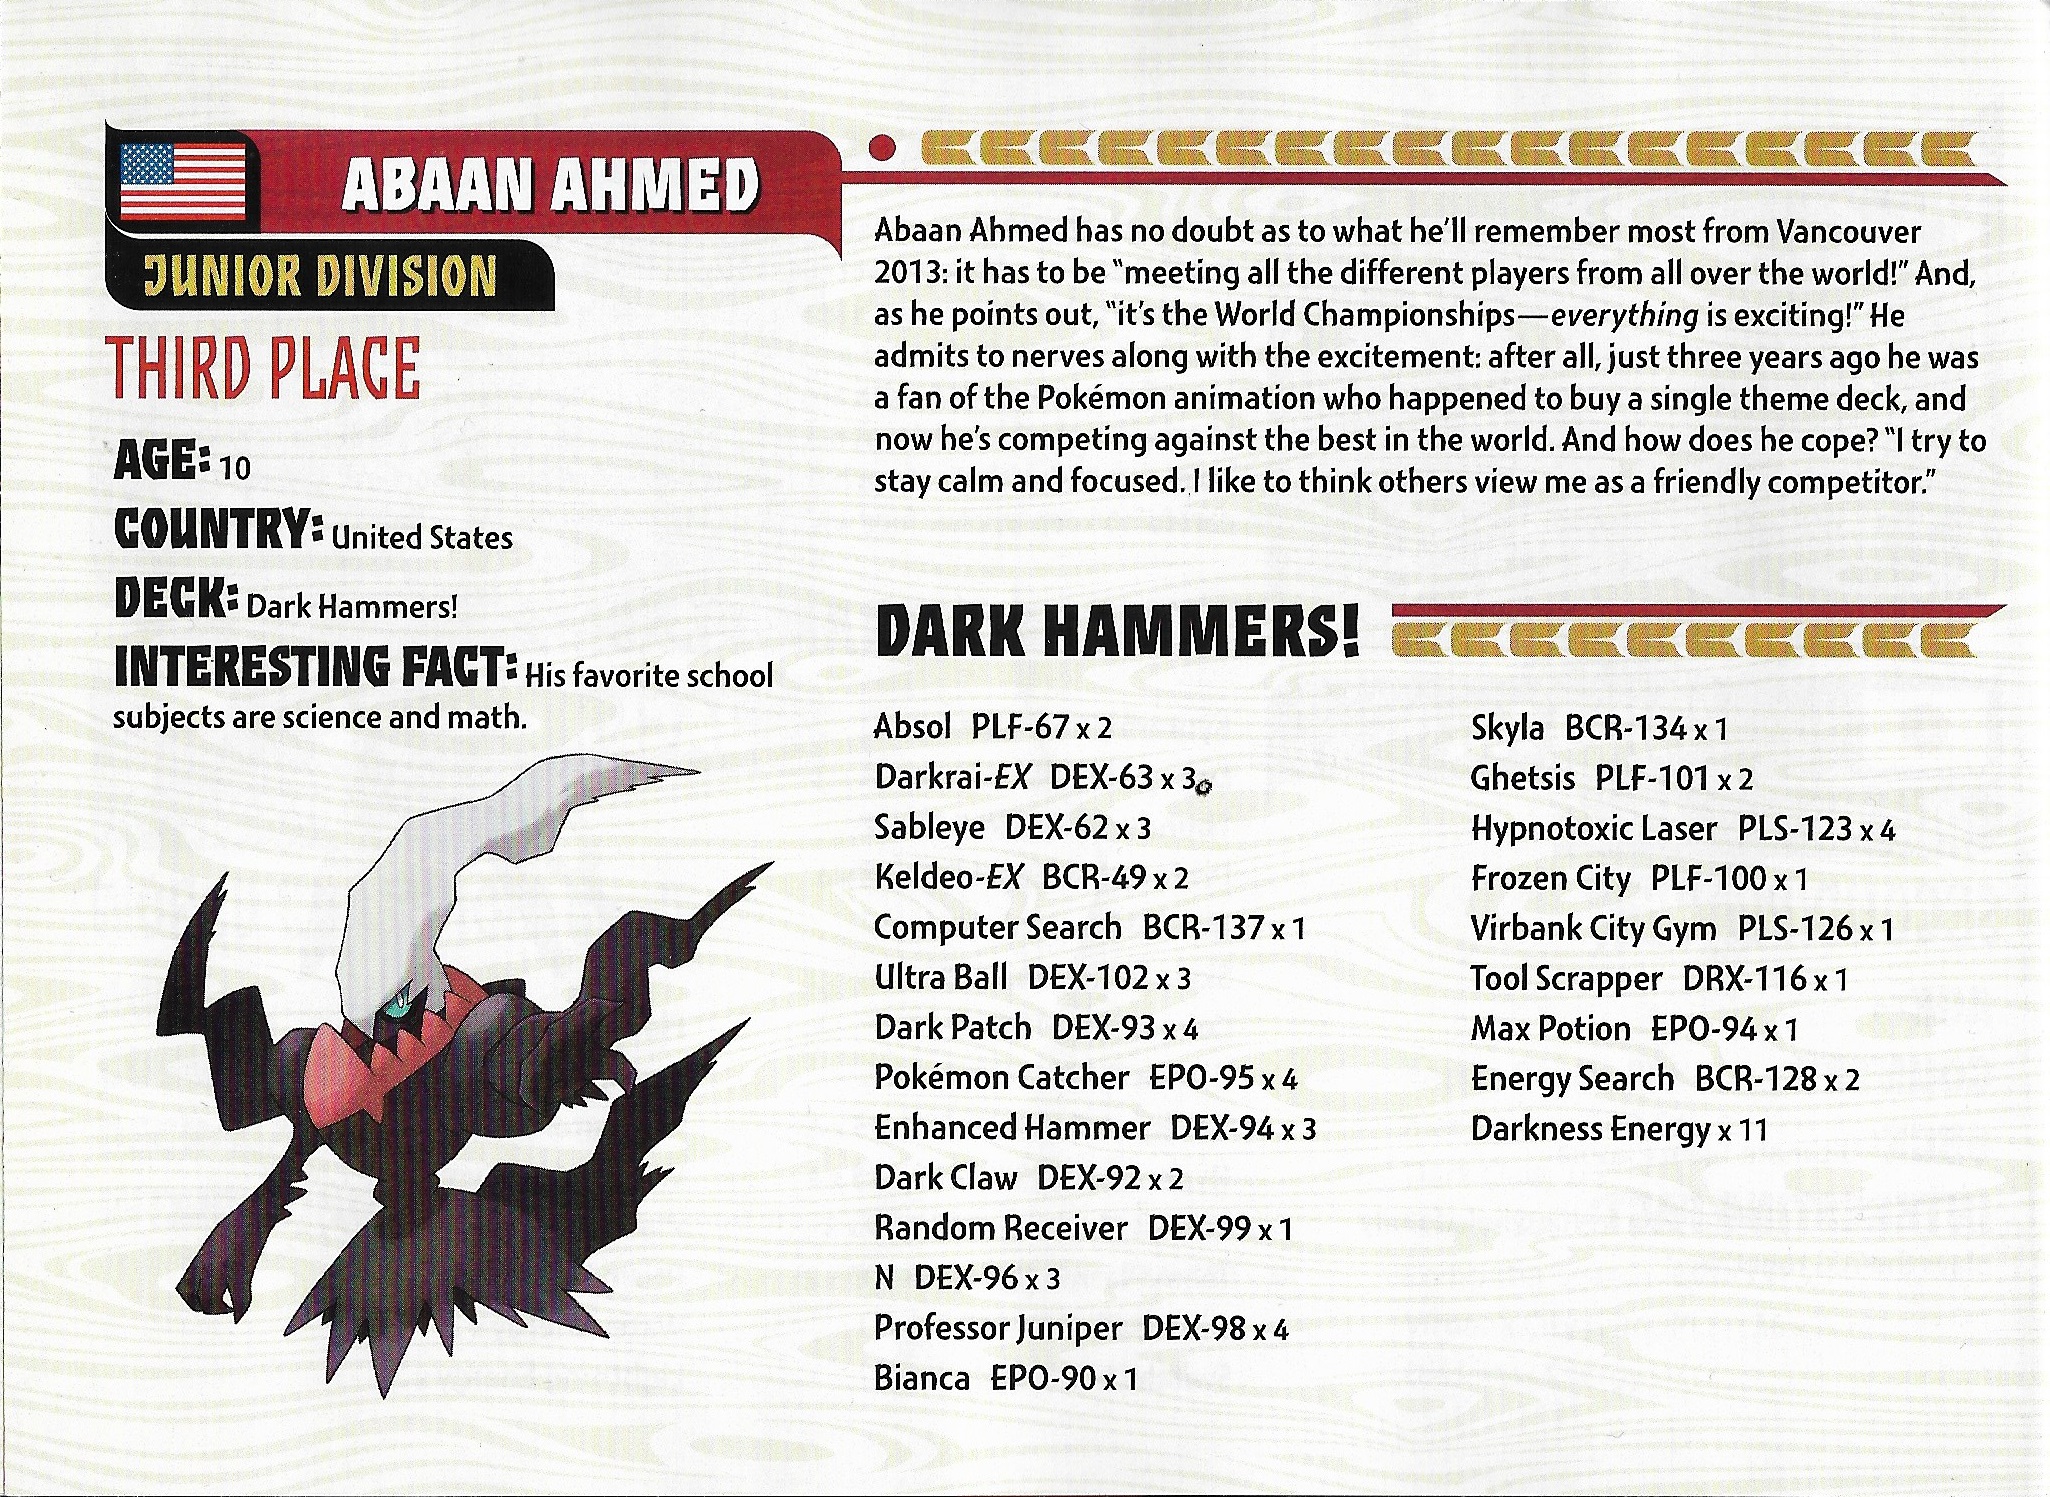 ABAAN AHMED
JUNIOR DIVISION
THIRD PLACE
AGE: 10
COUNTRY: United States
DECK: Dark Hammers!
INTERESTING FACT: His favorite school
subjects are science and math.
Abaan Ahmed has no doubt as to what he'll remember most from Vancouver
2013: it has to be "meeting all the different players from all over the world!" And,
as he points out, "it's the World Championships—everything is exciting!" He
admits to nerves along with the excitement: after all, just three years ago he was
a fan of the Pokémon animation who happened to buy a single theme deck, and
now he's competing against the best in the world. And how does he cope? "I try to
stay calm and focused. I like to think others view me as a friendly competitor."
DARK HAMMERS!
Absol PLF-67 x 2
Darkrai-EX DEX-63 x 3
Sableye DEX-62 x 3
Keldeo-EX BCR-49 x 2
Computer Search BCR-137 x 1
Ultra Ball DEX-102 x 3
Dark Patch DEX-93 x 4
Pokémon Catcher EPO-95 x 4
Enhanced Hammer DEX-94 x 3
Dark Claw DEX-92 x 2
Random Receiver DEX-99 x 1
N DEX-96 x 3
Professor Juniper DEX-98 x 4
Bianca EPO-90 x 1
Skyla BCR-134 x 1
Ghetsis PLF-101 x 2
Hypnotoxic Laser PLS-123 x 4
Frozen City PLF-100 x 1
Virbank City Gym PLS-126 x 1
Tool Scrapper DRX-116 x 1
Max Potion EPO-94 x 1
Energy Search BCR-128 x 2
Darkness Energy x 11